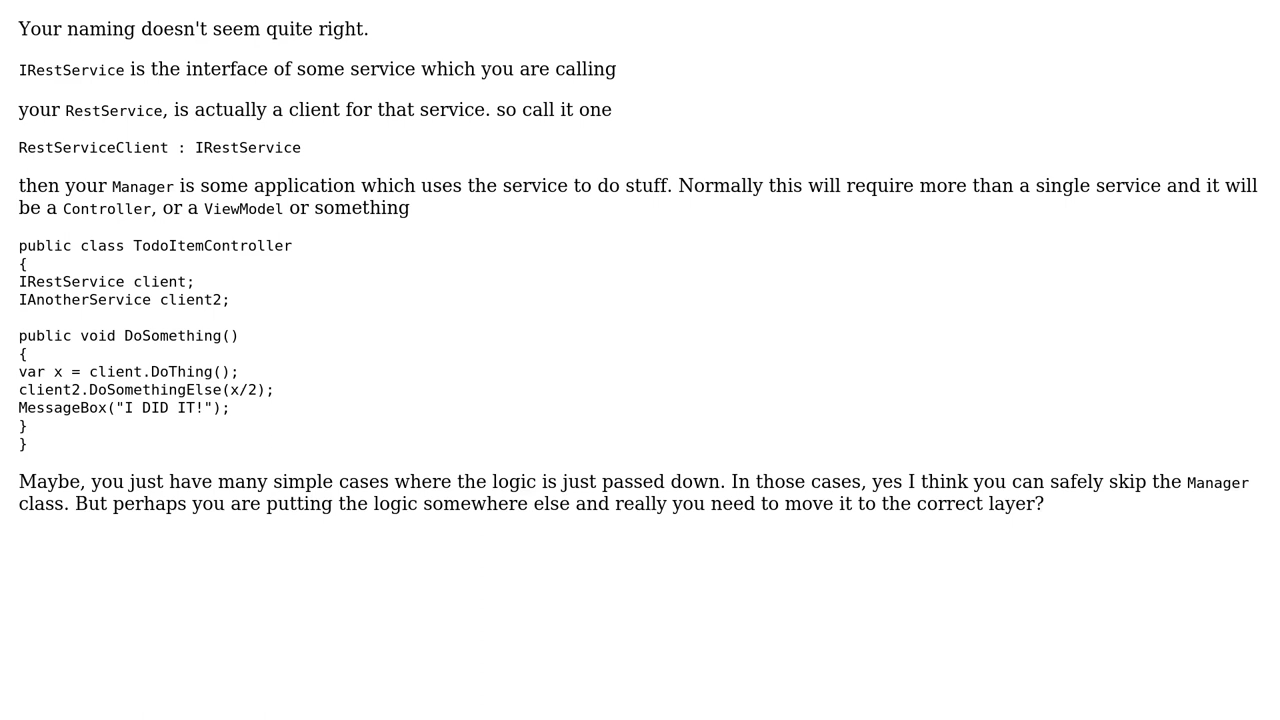 Your naming doesn't seem quite right.
IRestService is the interface of some service which you are calling
your RestService, is actually a client for that service. so call it one
RestServiceClient : IRestService
then your Manager is some application which uses the service to do stuff. Normally this will require more than a single service and it will
be a Controller, or a ViewModel or something
public class TodoItemController
{
IRestService client;
IAnotherService client2;
public void DoSomething()
{
var x = client.DoThing();
client2.DoSomethingElse(x/2);
MessageBox("I DID IT!");
}
}
Maybe, you just have many simple cases where the logic is just passed down. In those cases, yes I think you can safely skip the Manager
class. But perhaps you are putting the logic somewhere else and really you need to move it to the correct layer?